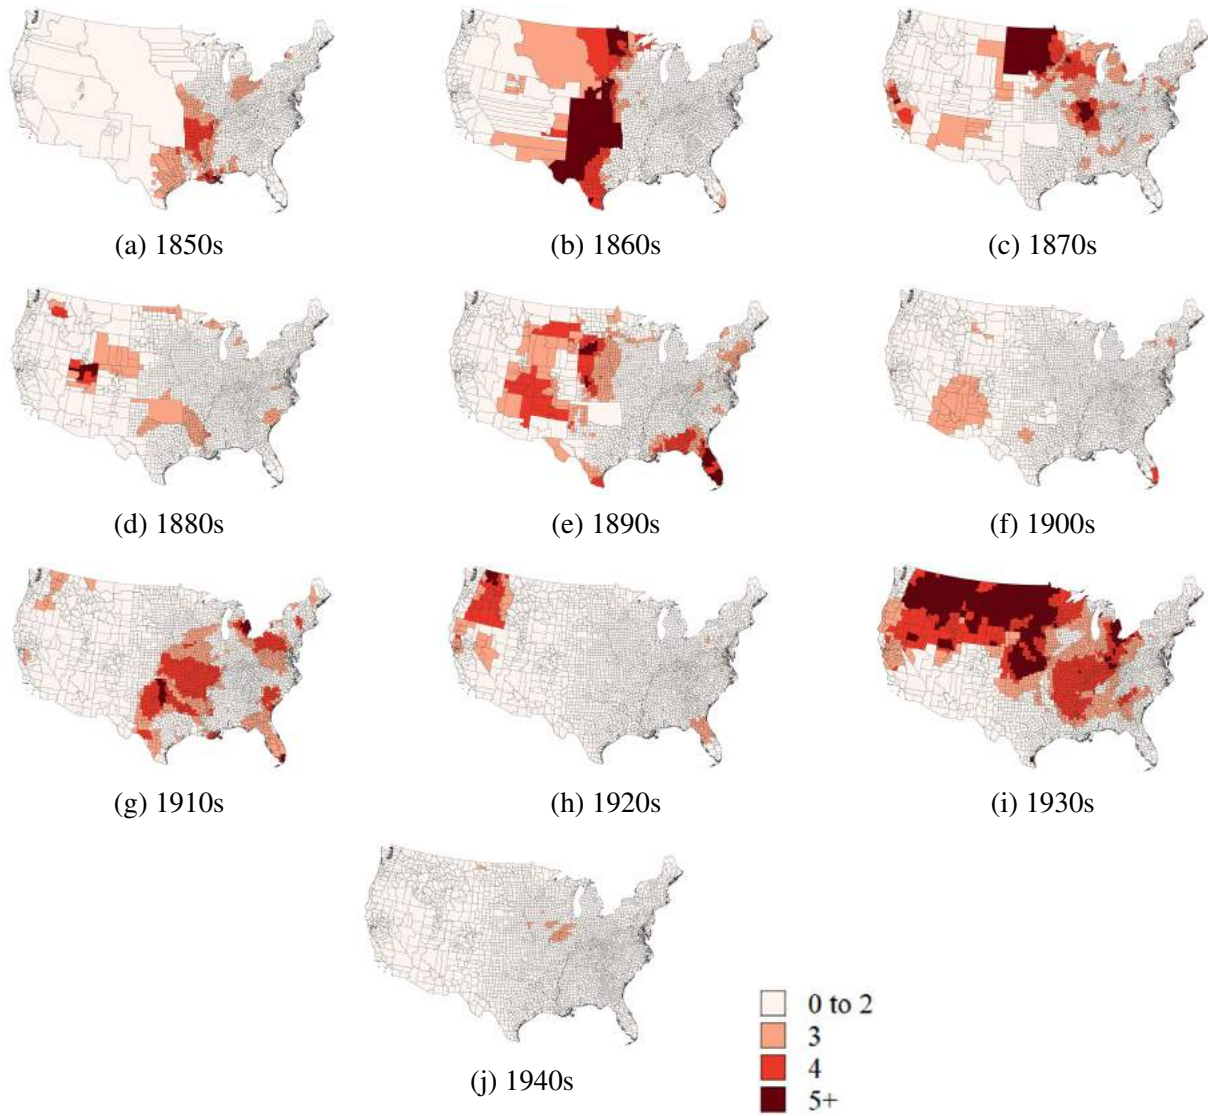 (a) 1850s
(b) 1860s
(c) 1870s
(d) 1880s
(e) 1890s
(f) 1900s
(g) 1910s
(h) 1920s
(i) 1930s
(j) 1940s
0 to 2
3
4
5+